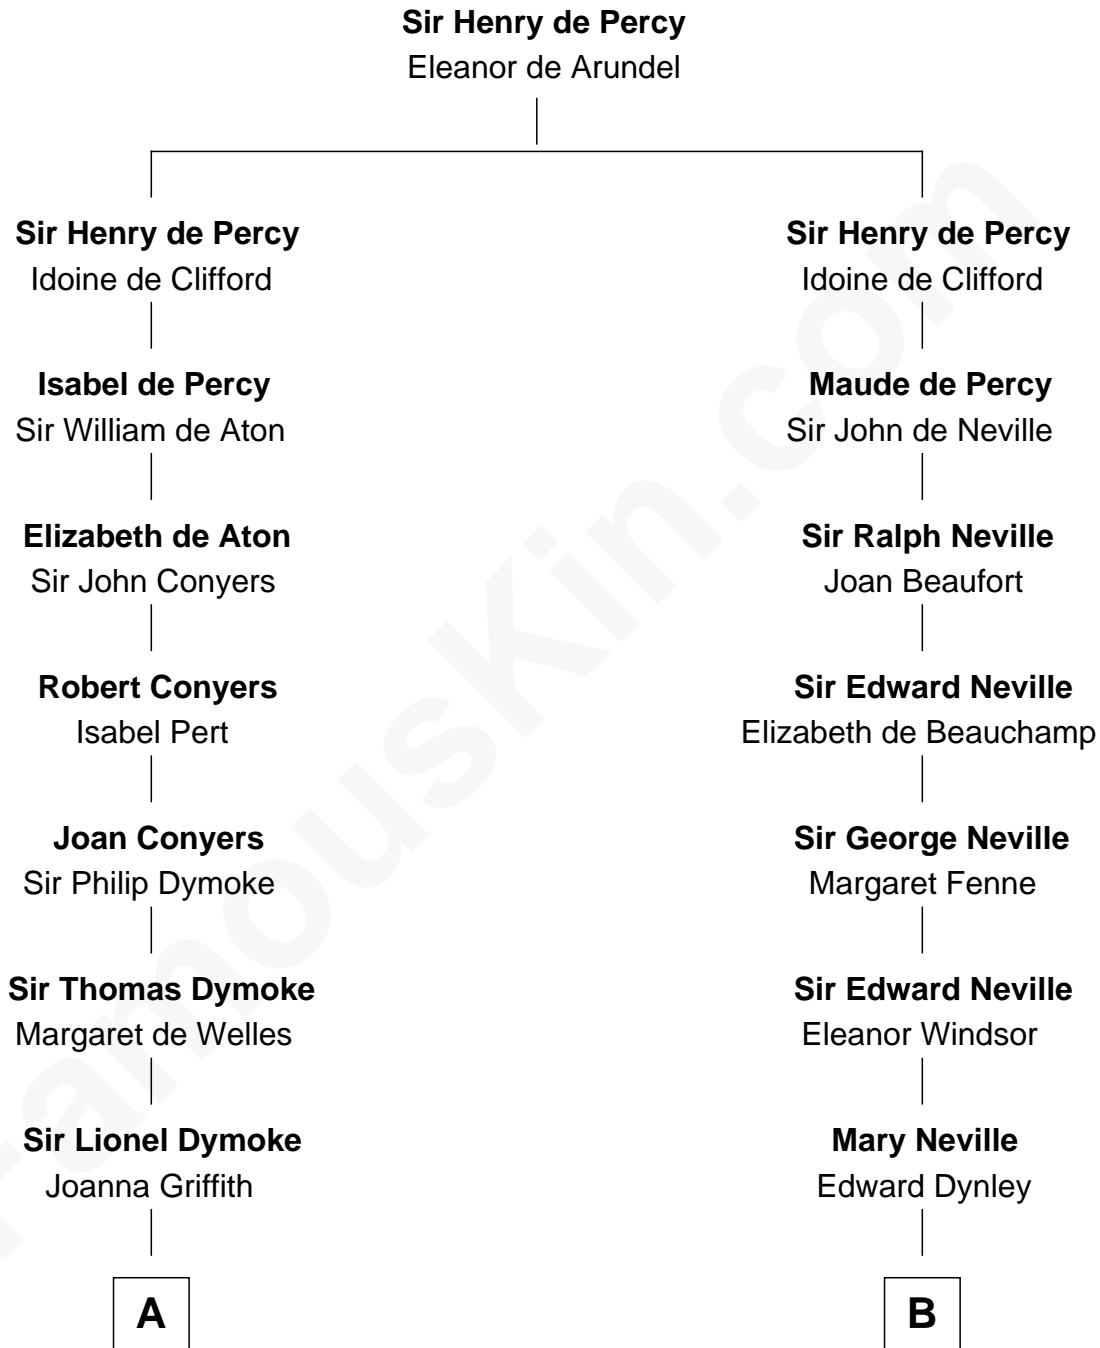 Sir Henry de Percy
Eleanor de Arundel
Sir Henry de Percy
Idoine de Clifford
Isabel de Percy
Sir William de Aton
Elizabeth de Aton
Sir John Conyers
Robert Conyers
Isabel Pert
Joan Conyers
Sir Philip Dymoke
Sir Thomas Dymoke
Margaret de Welles
Sir Lionel Dymoke
Joanna Griffith
A
Sir Henry de Percy
Idoine de Clifford
Maude de Percy
Sir John de Neville
Sir Ralph Neville
Joan Beaufort
Sir Edward Neville
Elizabeth de Beauchamp
Sir George Neville
Margaret Fenne
Sir Edward Neville
Eleanor Windsor
Mary Neville
Edward Dynley
B
FamousKin.com